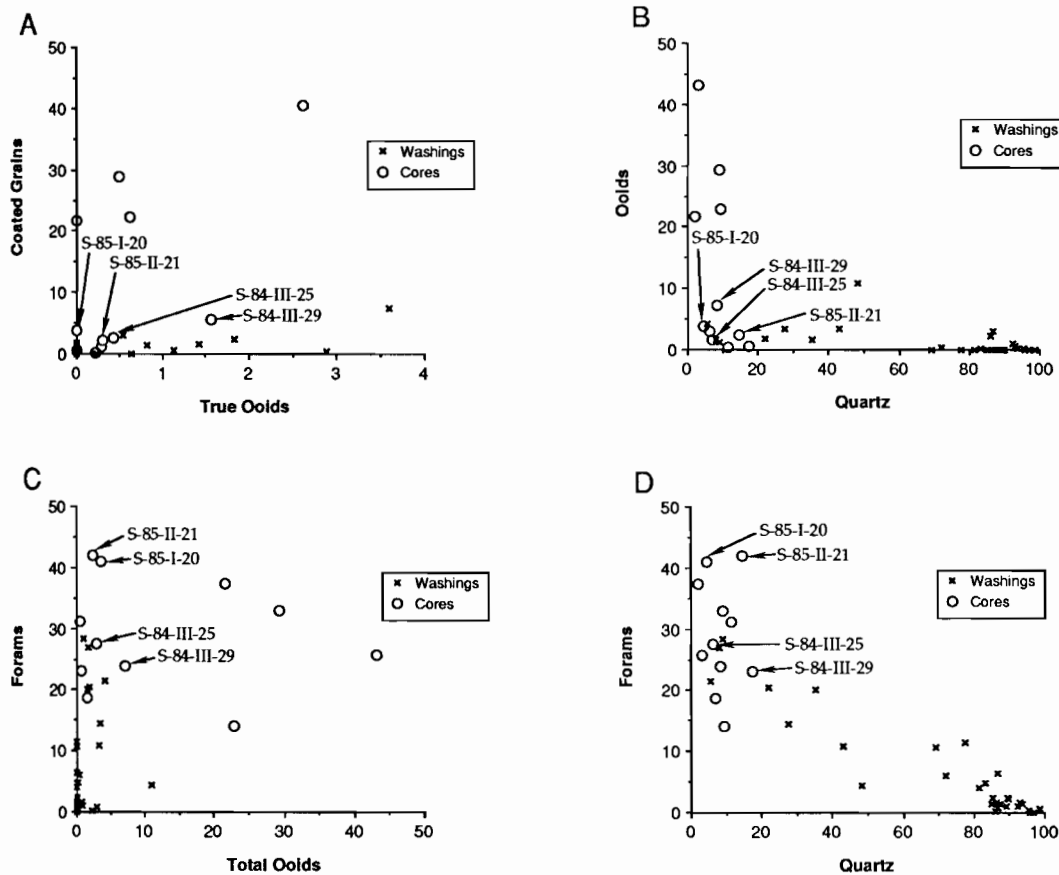 A
50
40
30
20
10
0
Coated Grains
S-85-I-20
S-85-II-21
S-84-III-25
S-84-III-29
× Washings
○ Cores
0 1 2 3 4
True Ooids
B
50
40
30
20
10
0
Ooids
S-85-I-20
S-84-III-29
S-84-III-25
S-85-II-21
× Washings
○ Cores
0 20 40 60 80 100
Quartz
C
50
40
30
20
10
0
Forams
S-85-II-21
S-85-I-20
S-84-III-25
S-84-III-29
× Washings
○ Cores
0 10 20 30 40 50
Total Ooids
D
50
40
30
20
10
0
Forams
S-85-I-20
S-85-II-21
S-84-III-25
S-84-III-29
× Washings
○ Cores
0 20 40 60 80 100
Quartz